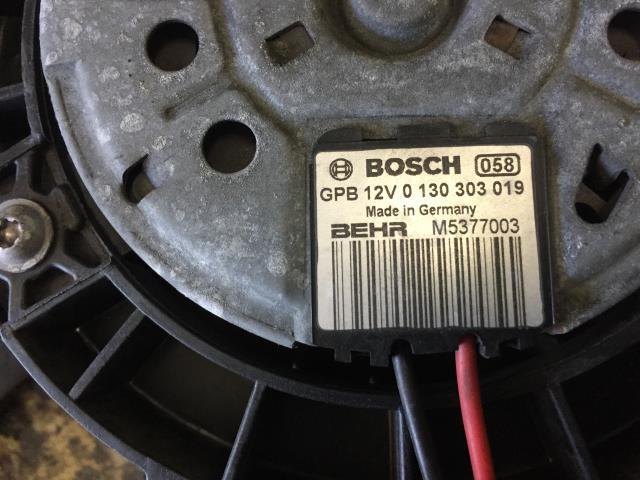 BOSCH 058
GPB 12V 0 130 303 019
Made in Germany
BEHR M5377003